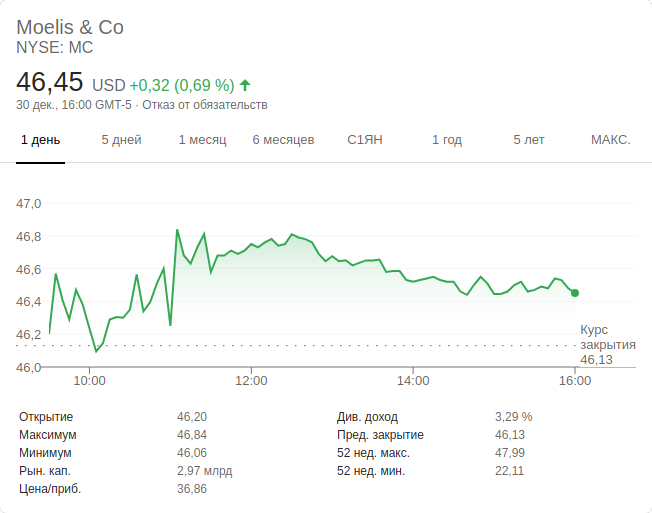 Moelis & Co
NYSE: MC
46,45 USD +0,32 (0,69 %)
30 дек., 16:00 GMT-5 · Отказ от обязательств
1 день 5 дней 1 месяц 6 месяцев С1ЯН 1 год 5 лет МАКС.
47,0
46,8
46,6
46,4
46,2
46,0
Курс
закрытия
46,13
10:00 12:00 14:00 16:00
Открытие 46,20
Максимум 46,84
Минимум 46,06
Рын. кап. 2,97 млрд
Цена/приб. 36,86
Див. доход 3,29 %
Пред. закрытие 46,13
52 нед. макс. 47,99
52 нед. мин. 22,11